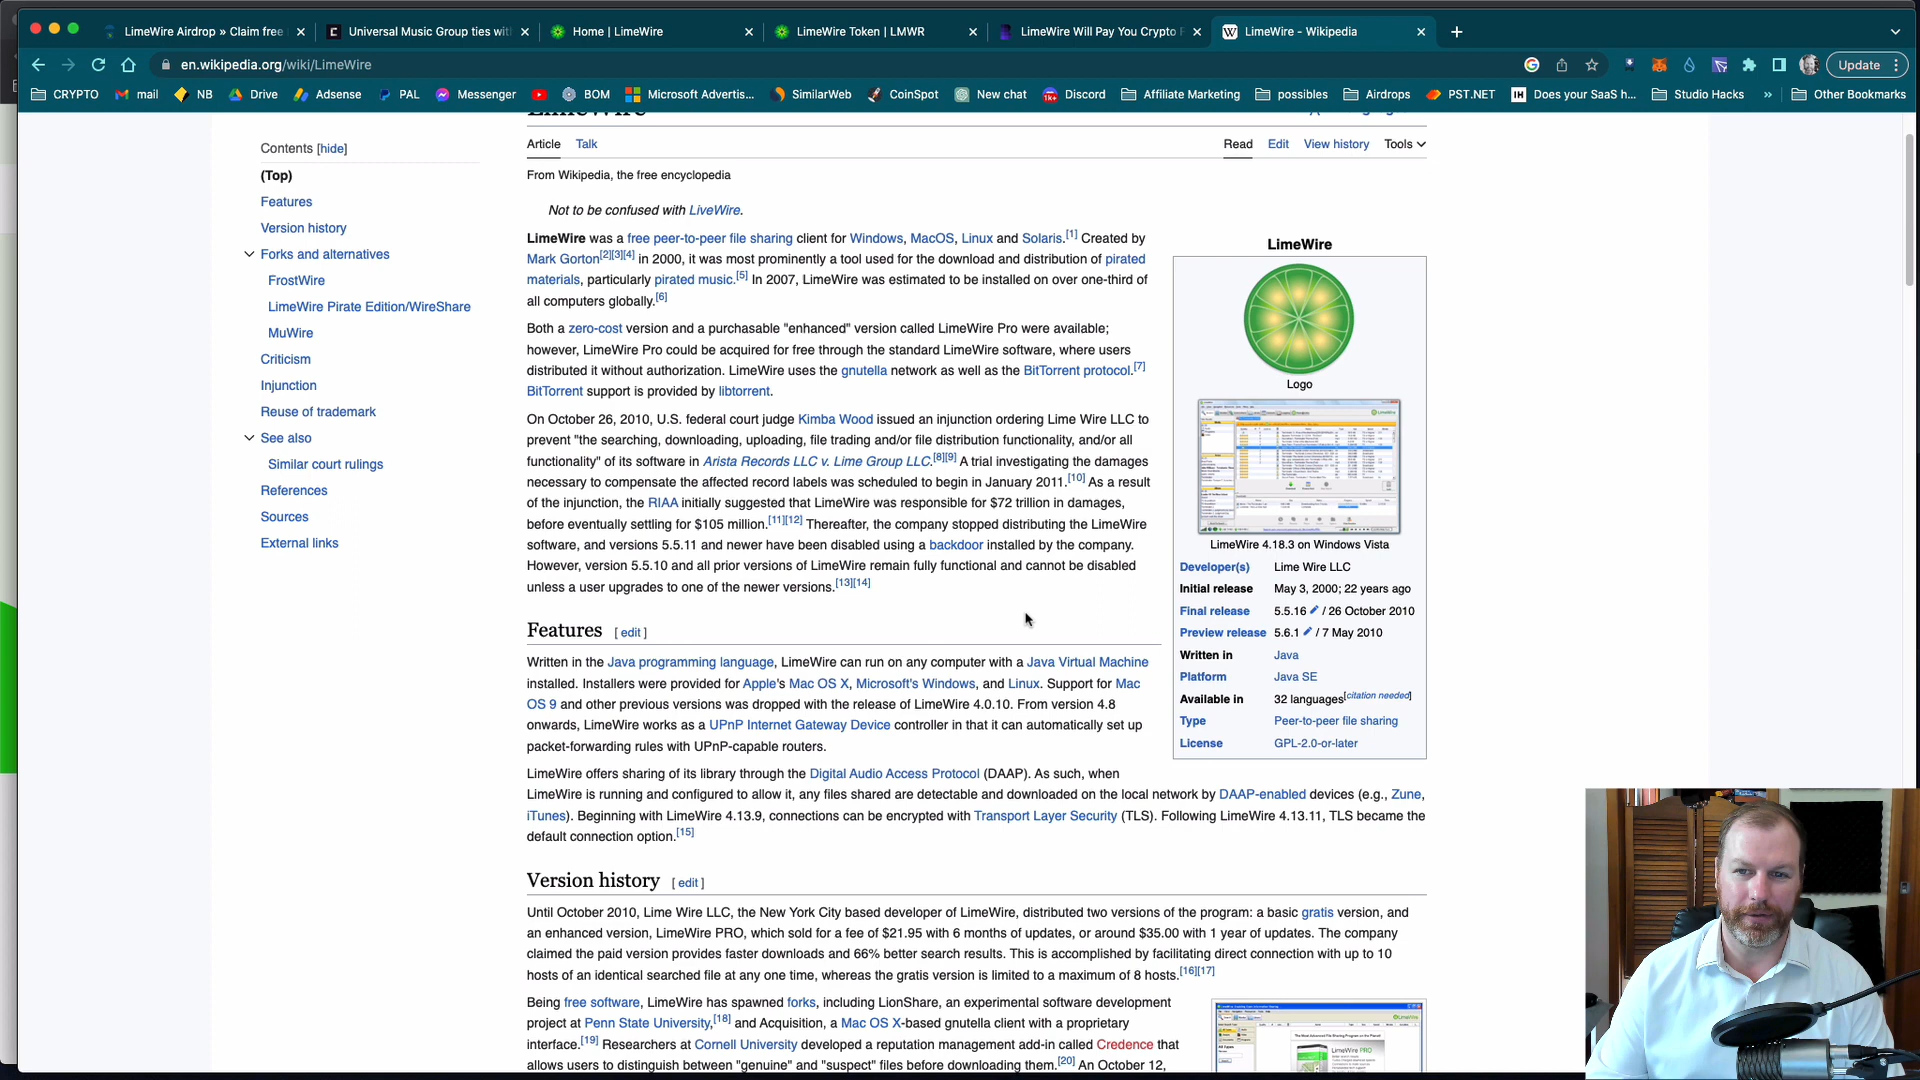 LimeWire Airdrop » Claim free
Universal Music Group ties with
Home | LimeWire
LimeWire Token | LMWR
LimeWire Will Pay You Crypto F
LimeWire - Wikipedia
en.wikipedia.org/wiki/LimeWire
Update
CRYPTO
mail
NB
Drive
Adsense
PAL
Messenger
BOM
Microsoft Advertis...
SimilarWeb
CoinSpot
New chat
Discord
Affiliate Marketing
possibles
Airdrops
PST.NET
Does your SaaS h...
Studio Hacks
»
Other Bookmarks
LimeWire
Article Talk
Read Edit View history Tools
From Wikipedia, the free encyclopedia
Contents [hide]
(Top)
Features
Version history
Forks and alternatives
FrostWire
LimeWire Pirate Edition/WireShare
MuWire
Criticism
Injunction
Reuse of trademark
See also
Similar court rulings
References
Sources
External links
Not to be confused with LiveWire.
LimeWire was a free peer-to-peer file sharing client for Windows, MacOS, Linux and Solaris.[1] Created by
Mark Gorton[2][3][4] in 2000, it was most prominently a tool used for the download and distribution of pirated
materials, particularly pirated music.[5] In 2007, LimeWire was estimated to be installed on over one-third of
all computers globally.[6]
Both a zero-cost version and a purchasable "enhanced" version called LimeWire Pro were available;
however, LimeWire Pro could be acquired for free through the standard LimeWire software, where users
distributed it without authorization. LimeWire uses the gnutella network as well as the BitTorrent protocol.[7]
BitTorrent support is provided by libtorrent.
On October 26, 2010, U.S. federal court judge Kimba Wood issued an injunction ordering Lime Wire LLC to
prevent "the searching, downloading, uploading, file trading and/or file distribution functionality, and/or all
functionality" of its software in Arista Records LLC v. Lime Group LLC.[8][9] A trial investigating the damages
necessary to compensate the affected record labels was scheduled to begin in January 2011.[10] As a result
of the injunction, the RIAA initially suggested that LimeWire was responsible for $72 trillion in damages,
before eventually settling for $105 million.[11][12] Thereafter, the company stopped distributing the LimeWire
software, and versions 5.5.11 and newer have been disabled using a backdoor installed by the company.
However, version 5.5.10 and all prior versions of LimeWire remain fully functional and cannot be disabled
unless a user upgrades to one of the newer versions.[13][14]
LimeWire
Logo
LimeWire 4.18.3 on Windows Vista
Developer(s) Lime Wire LLC
Initial release May 3, 2000; 22 years ago
Final release 5.5.16 / 26 October 2010
Preview release 5.6.1 / 7 May 2010
Written in Java
Platform Java SE
Available in 32 languages[citation needed]
Type Peer-to-peer file sharing
License GPL-2.0-or-later
Features [ edit ]
Written in the Java programming language, LimeWire can run on any computer with a Java Virtual Machine
installed. Installers were provided for Apple's Mac OS X, Microsoft's Windows, and Linux. Support for Mac
OS 9 and other previous versions was dropped with the release of LimeWire 4.0.10. From version 4.8
onwards, LimeWire works as a UPnP Internet Gateway Device controller in that it can automatically set up
packet-forwarding rules with UPnP-capable routers.
LimeWire offers sharing of its library through the Digital Audio Access Protocol (DAAP). As such, when
LimeWire is running and configured to allow it, any files shared are detectable and downloaded on the local network by DAAP-enabled devices (e.g., Zune,
iTunes). Beginning with LimeWire 4.13.9, connections can be encrypted with Transport Layer Security (TLS). Following LimeWire 4.13.11, TLS became the
default connection option.[15]
Version history [ edit ]
Until October 2010, Lime Wire LLC, the New York City based developer of LimeWire, distributed two versions of the program: a basic gratis version, and
an enhanced version, LimeWire PRO, which sold for a fee of $21.95 with 6 months of updates, or around $35.00 with 1 year of updates. The company
claimed the paid version provides faster downloads and 66% better search results. This is accomplished by facilitating direct connection with up to 10
hosts of an identical searched file at any one time, whereas the gratis version is limited to a maximum of 8 hosts.[16][17]
Being free software, LimeWire has spawned forks, including LionShare, an experimental software development
project at Penn State University,[18] and Acquisition, a Mac OS X-based gnutella client with a proprietary
interface.[19] Researchers at Cornell University developed a reputation management add-in called Credence that
allows users to distinguish between "genuine" and "suspect" files before downloading them.[20] An October 12,